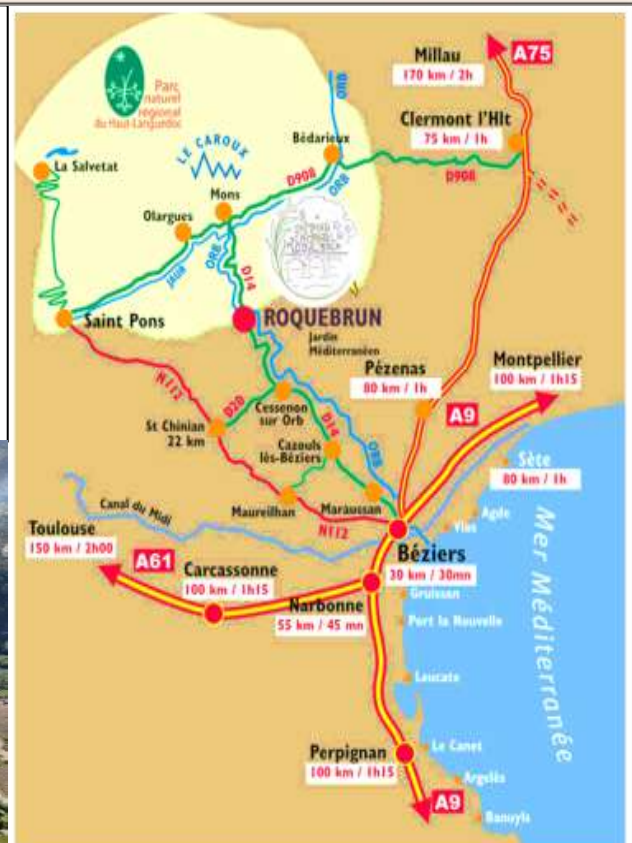 Millau
170 km / 2h
A75
Clermont l'Hlt
75 km / 1h
Parc
naturel
régional
du Haut-Languedoc
ORB
LE CAROUX
Bédarieux
La Salvetat
D908
ORB
D908
Mons
Olargues
JAUR
ORB
D14
Saint Pons
ROQUEBRUN
Jardin
Méditerranéen
Pézenas
80 km / 1h
Montpellier
100 km / 1h15
A9
N112
D20
Cessenon
sur Orb
St Chinian
22 km
D14
ORB
Cazouls
lès-Béziers
Sète
80 km / 1h
Canal du Midi
Maureilhan
Maraussan
Agde
Vias
N112
Toulouse
150 km / 2h00
A61
Béziers
30 km / 30mn
Carcassonne
100 km / 1h15
Narbonne
55 km / 45 mn
Gruissan
Port la Nouvelle
Mer Méditerranée
Leucate
Perpignan
100 km / 1h15
Le Canet
Argelès
A9
Banuyls